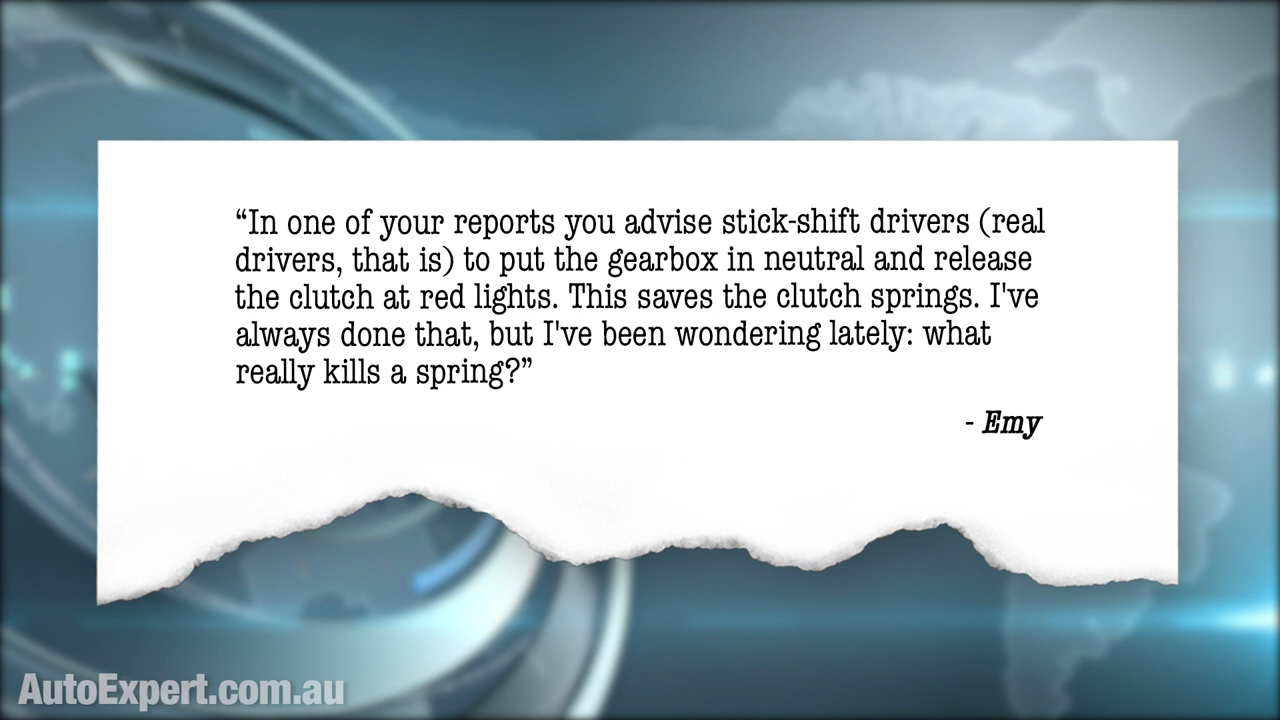 “In one of your reports you advise stick-shift drivers (real
drivers, that is) to put the gearbox in neutral and release
the clutch at red lights. This saves the clutch springs. I've
always done that, but I've been wondering lately: what
really kills a spring?”
- Emy
AutoExpert.com.au